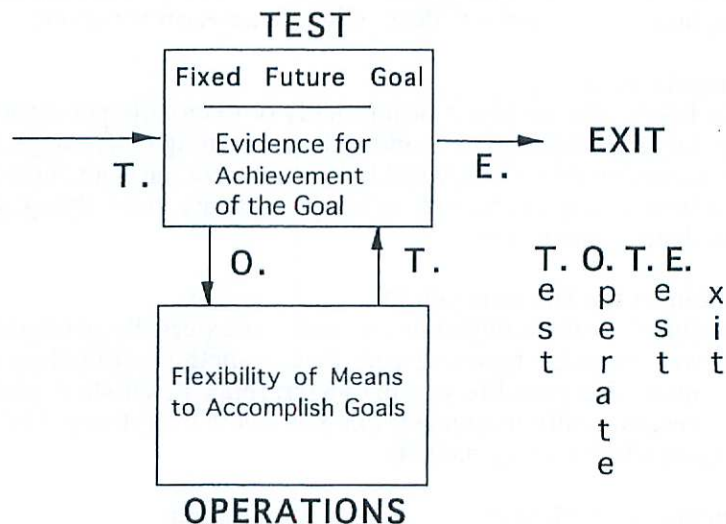 TEST
Fixed Future Goal
Evidence for
Achievement
of the Goal
T.
E.
EXIT
O.
T.
T. O. T. E.
e p e x
s e s i
t r t t
a
t
e
Flexibility of Means
to Accomplish Goals
OPERATIONS